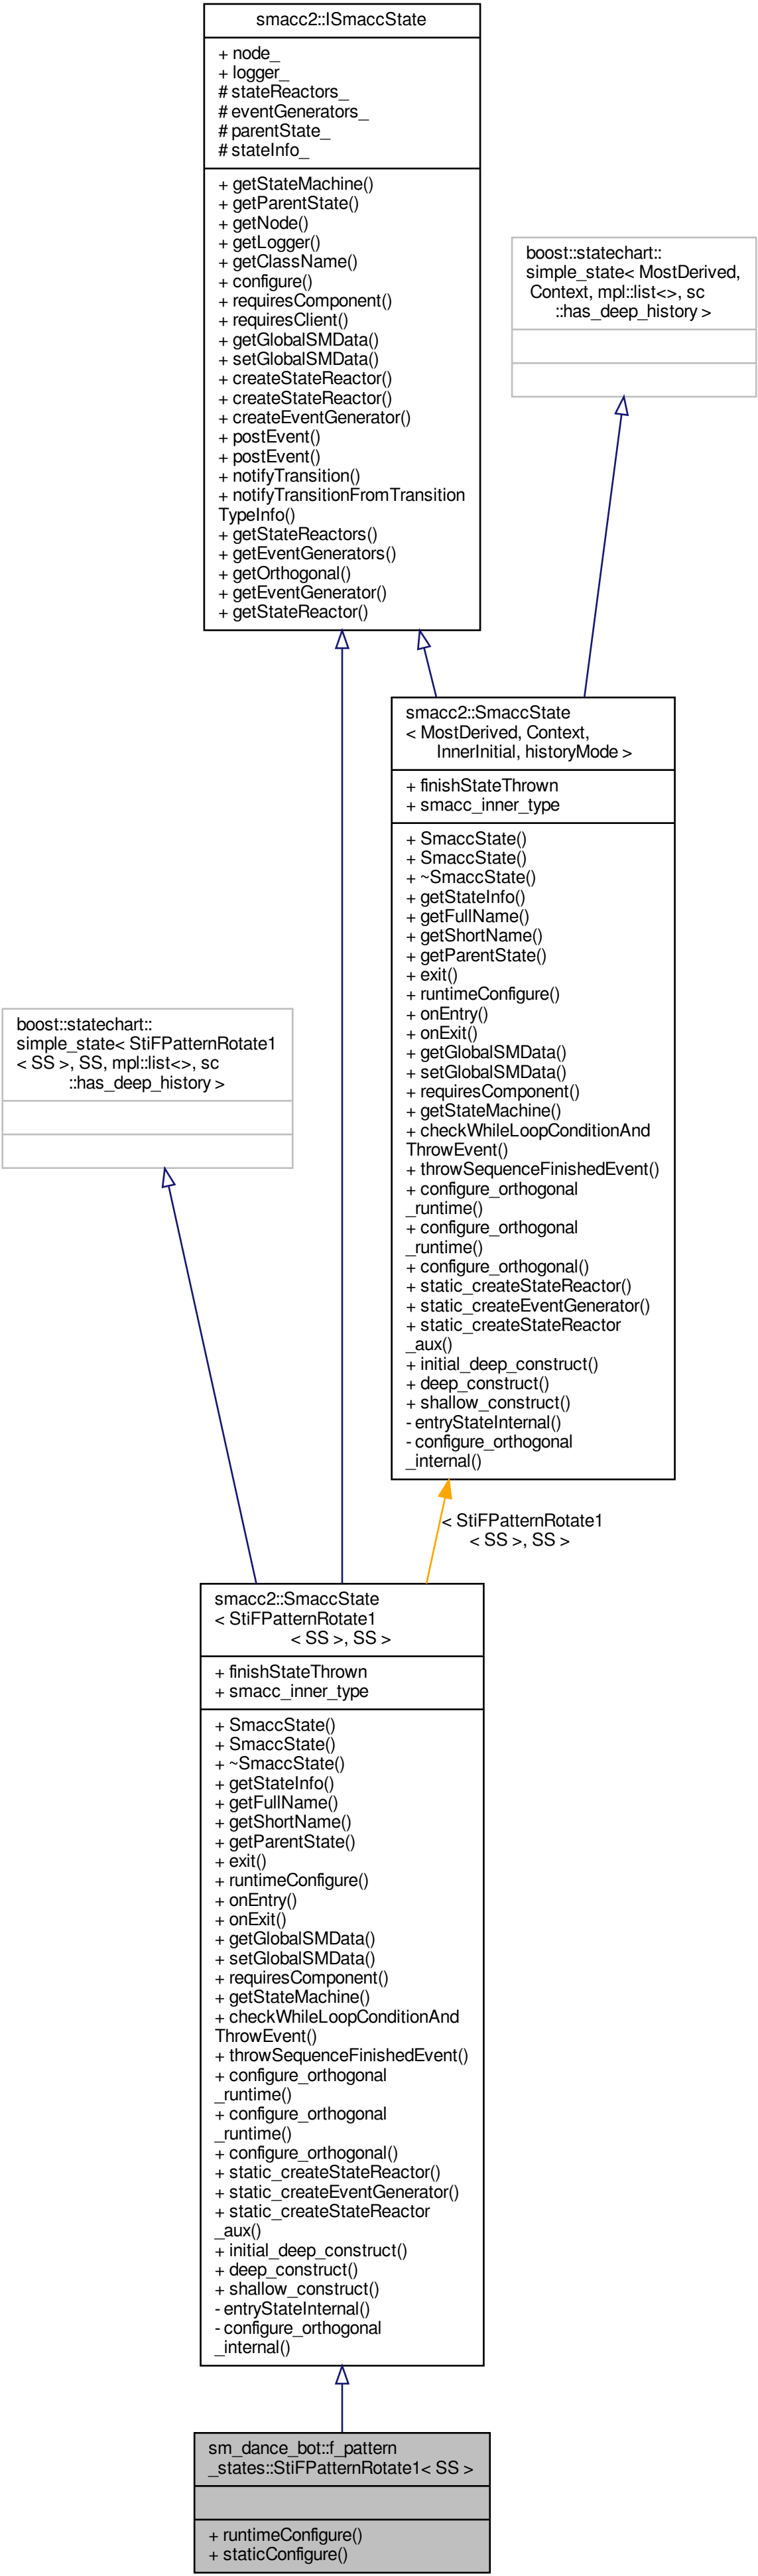 smacc2::ISmaccState
+ node_
+ logger_
# stateReactors_
# eventGenerators_
# parentState_
# stateInfo_
+ getStateMachine()
+ getParentState()
+ getNode()
+ getLogger()
+ getClassName()
+ configure()
+ requiresComponent()
+ requiresClient()
+ getGlobalSMData()
+ setGlobalSMData()
+ createStateReactor()
+ createStateReactor()
+ createEventGenerator()
+ postEvent()
+ postEvent()
+ notifyTransition()
+ notifyTransitionFromTransition
TypeInfo()
+ getStateReactors()
+ getEventGenerators()
+ getOrthogonal()
+ getEventGenerator()
+ getStateReactor()
boost::statechart::
simple_state< MostDerived,
Context, mpl::list<>, sc
::has_deep_history >
smacc2::SmaccState
< MostDerived, Context,
InnerInitial, historyMode >
+ finishStateThrown
+ smacc_inner_type
+ SmaccState()
+ SmaccState()
+ ~SmaccState()
+ getStateInfo()
+ getFullName()
+ getShortName()
+ getParentState()
+ exit()
+ runtimeConfigure()
+ onEntry()
+ onExit()
+ getGlobalSMData()
+ setGlobalSMData()
+ requiresComponent()
+ getStateMachine()
+ checkWhileLoopConditionAnd
ThrowEvent()
+ throwSequenceFinishedEvent()
+ configure_orthogonal
_runtime()
+ configure_orthogonal
_runtime()
+ configure_orthogonal()
+ static_createStateReactor()
+ static_createEventGenerator()
+ static_createStateReactor
_aux()
+ initial_deep_construct()
+ deep_construct()
+ shallow_construct()
- entryStateInternal()
- configure_orthogonal
_internal()
boost::statechart::
simple_state< StiFPatternRotate1
< SS >, SS, mpl::list<>, sc
::has_deep_history >
< StiFPatternRotate1
< SS >, SS >
smacc2::SmaccState
< StiFPatternRotate1
< SS >, SS >
+ finishStateThrown
+ smacc_inner_type
+ SmaccState()
+ SmaccState()
+ ~SmaccState()
+ getStateInfo()
+ getFullName()
+ getShortName()
+ getParentState()
+ exit()
+ runtimeConfigure()
+ onEntry()
+ onExit()
+ getGlobalSMData()
+ setGlobalSMData()
+ requiresComponent()
+ getStateMachine()
+ checkWhileLoopConditionAnd
ThrowEvent()
+ throwSequenceFinishedEvent()
+ configure_orthogonal
_runtime()
+ configure_orthogonal
_runtime()
+ configure_orthogonal()
+ static_createStateReactor()
+ static_createEventGenerator()
+ static_createStateReactor
_aux()
+ initial_deep_construct()
+ deep_construct()
+ shallow_construct()
- entryStateInternal()
- configure_orthogonal
_internal()
sm_dance_bot::f_pattern
_states::StiFPatternRotate1< SS >
+ runtimeConfigure()
+ staticConfigure()